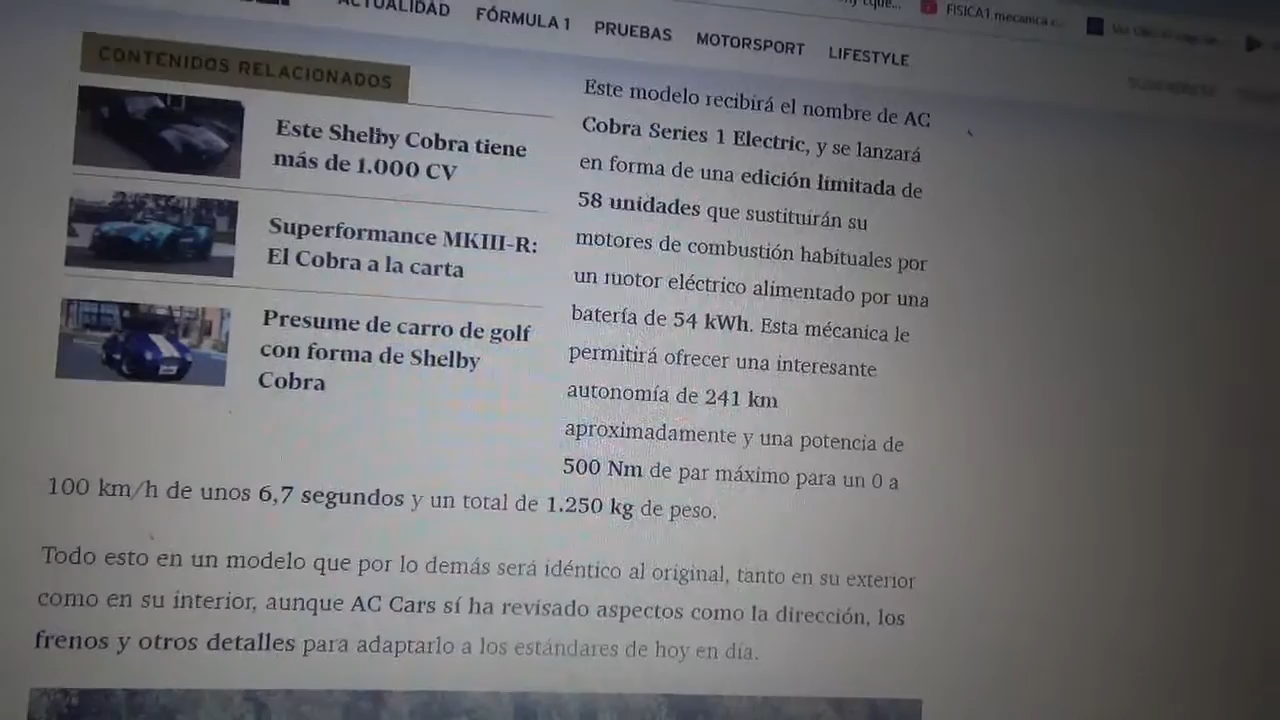 ACTUALIDAD FÓRMULA 1 PRUEBAS MOTORSPORT LIFESTYLE
CONTENIDOS RELACIONADOS
Este Shelby Cobra tiene
más de 1.000 CV
Superformance MKIII-R:
El Cobra a la carta
Presume de carro de golf
con forma de Shelby
Cobra
Este modelo recibirá el nombre de AC
Cobra Series 1 Electric, y se lanzará
en forma de una edición limitada de
58 unidades que sustituirán su
motores de combustión habituales por
un motor eléctrico alimentado por una
batería de 54 kWh. Esta mécanica le
permitirá ofrecer una interesante
autonomía de 241 km
aproximadamente y una potencia de
500 Nm de par máximo para un 0 a
100 km/h de unos 6,7 segundos y un total de 1.250 kg de peso.
Todo esto en un modelo que por lo demás será idéntico al original, tanto en su exterior
como en su interior, aunque AC Cars sí ha revisado aspectos como la dirección, los
frenos y otros detalles para adaptarlo a los estándares de hoy en día.